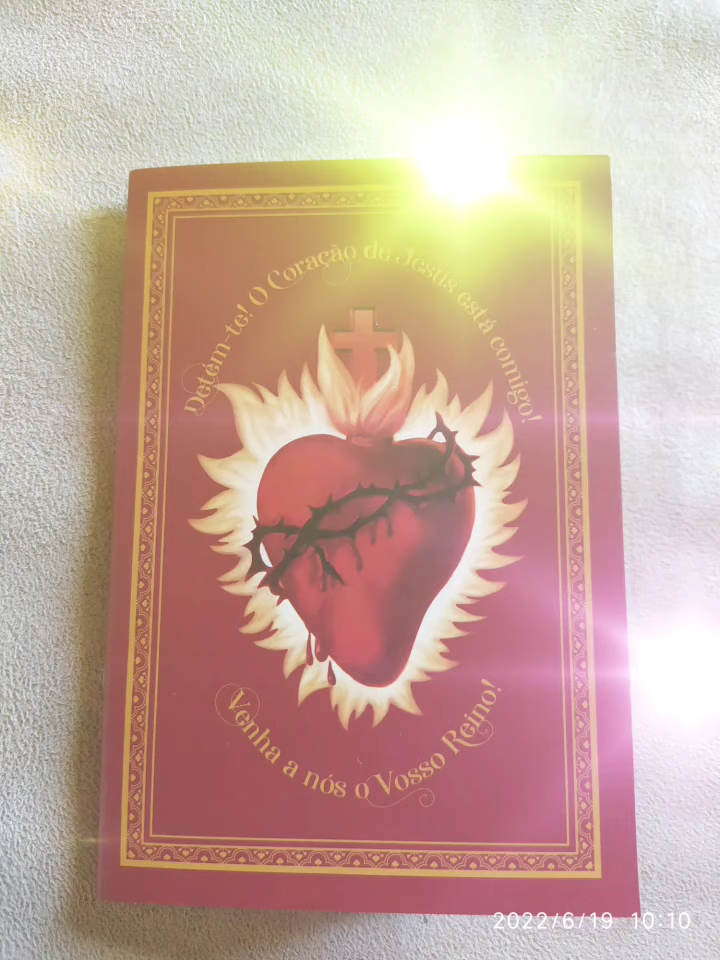 Detém-te! O Coração de Jesus está comigo!
Venha a nós o Vosso Reino!
2022/6/19 10:10